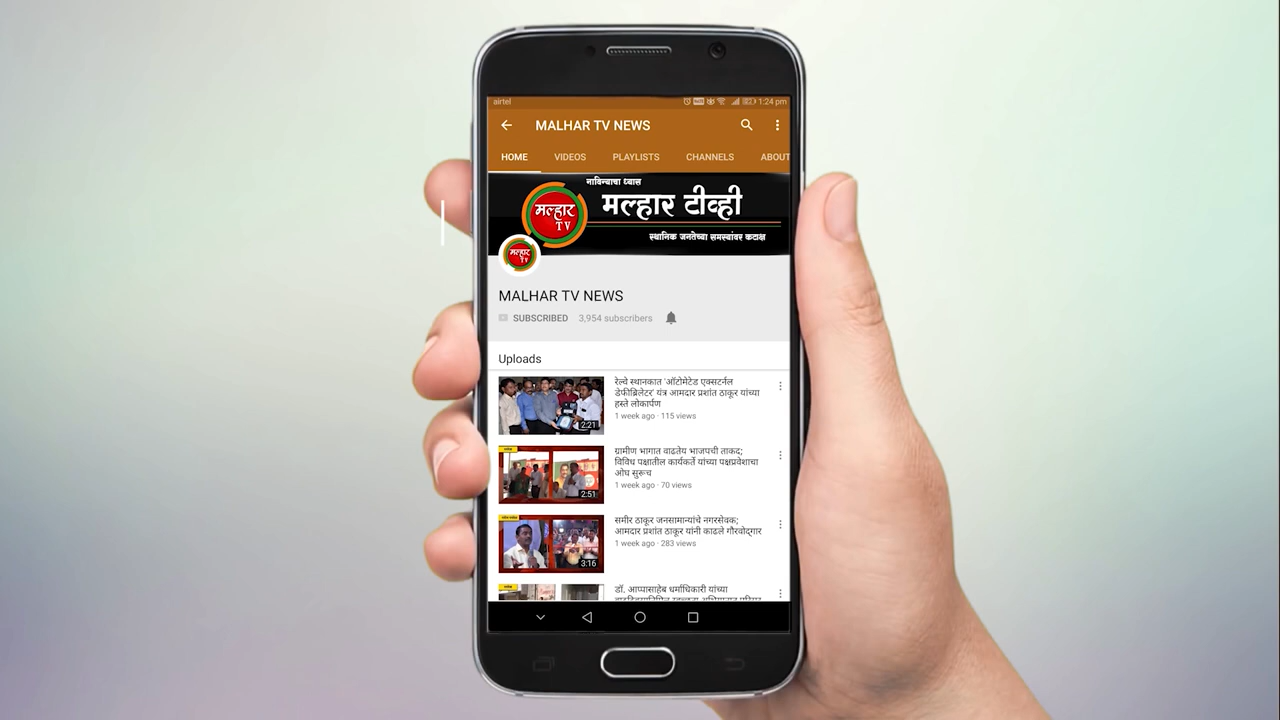 airtel 1:24 pm
MALHAR TV NEWS
HOME VIDEOS PLAYLISTS CHANNELS ABOUT
नाविन्याचा ध्यास
मल्हार टीव्ही
मल्हार
TV
स्थानिक जनतेच्या समस्यांवर कटाक्ष
मल्हार
TV
MALHAR TV NEWS
SUBSCRIBED 3,954 subscribers
Uploads
रेल्वे स्थानकात 'ऑटोमेटेड एक्सटर्नल
डेफीब्रिलेटर' यंत्र आमदार प्रशांत ठाकूर यांच्या
हस्ते लोकार्पण
1 week ago · 115 views
2:21
ग्रामीण भागात वाढतेय भाजपची ताकद;
विविध पक्षातील कार्यकर्ते यांच्या पक्षप्रवेशाचा
ओघ सुरूच
1 week ago · 70 views
2:51
समीर ठाकूर जनसामान्यांचे नगरसेवक;
आमदार प्रशांत ठाकूर यांनी काढले गौरवोद्गार
1 week ago · 283 views
3:16
डॉ. आप्पासाहेब धर्माधिकारी यांच्या